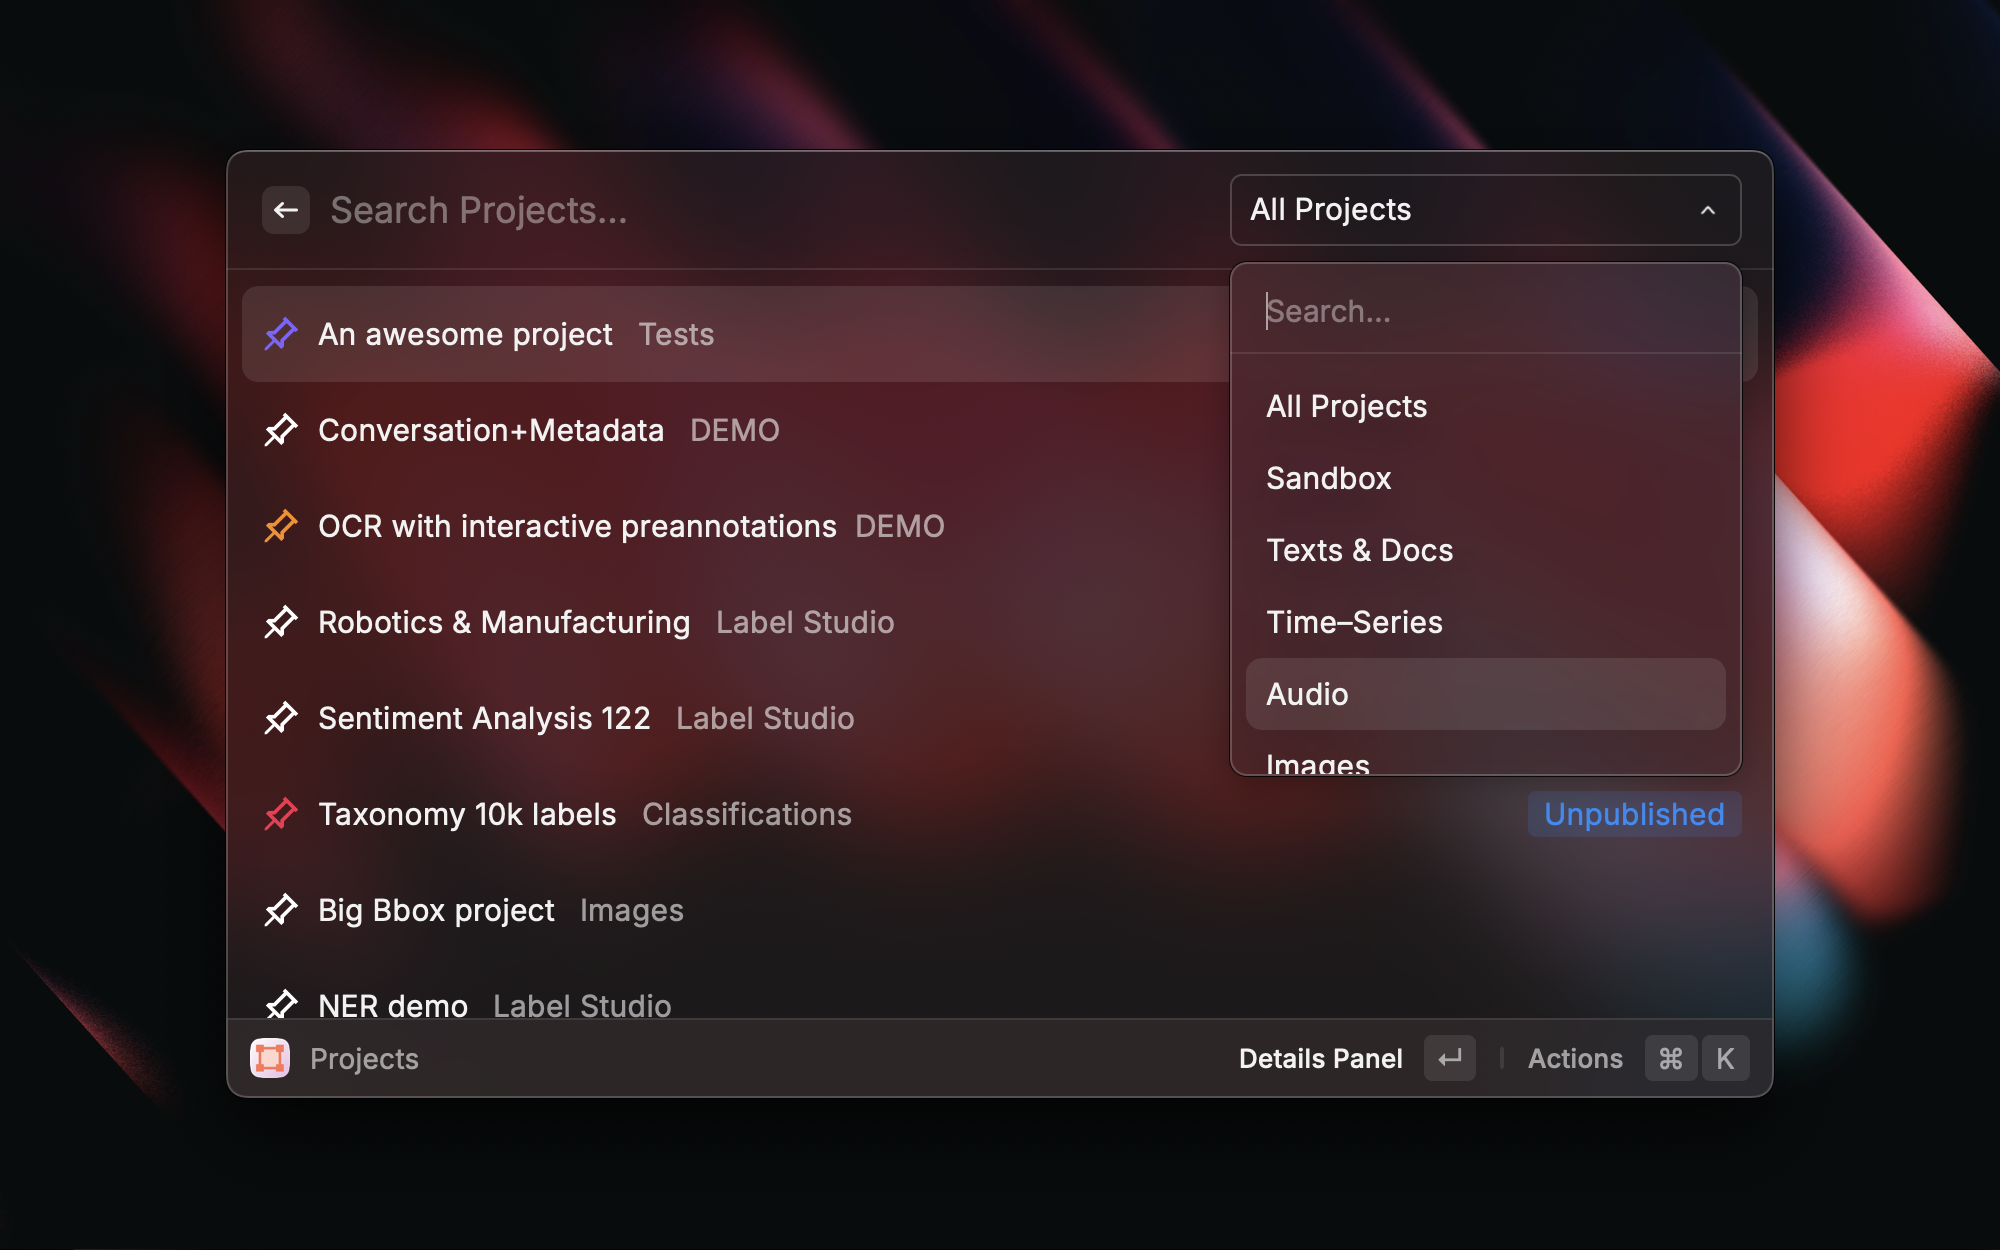 Search Projects...
All Projects
Search...
All Projects
Sandbox
Texts & Docs
Time–Series
Audio
Images
An awesome project Tests
Conversation+Metadata DEMO
OCR with interactive preannotations DEMO
Robotics & Manufacturing Label Studio
Sentiment Analysis 122 Label Studio
Taxonomy 10k labels Classifications Unpublished
Big Bbox project Images
NER demo Label Studio
Projects Details Panel Actions ⌘ K